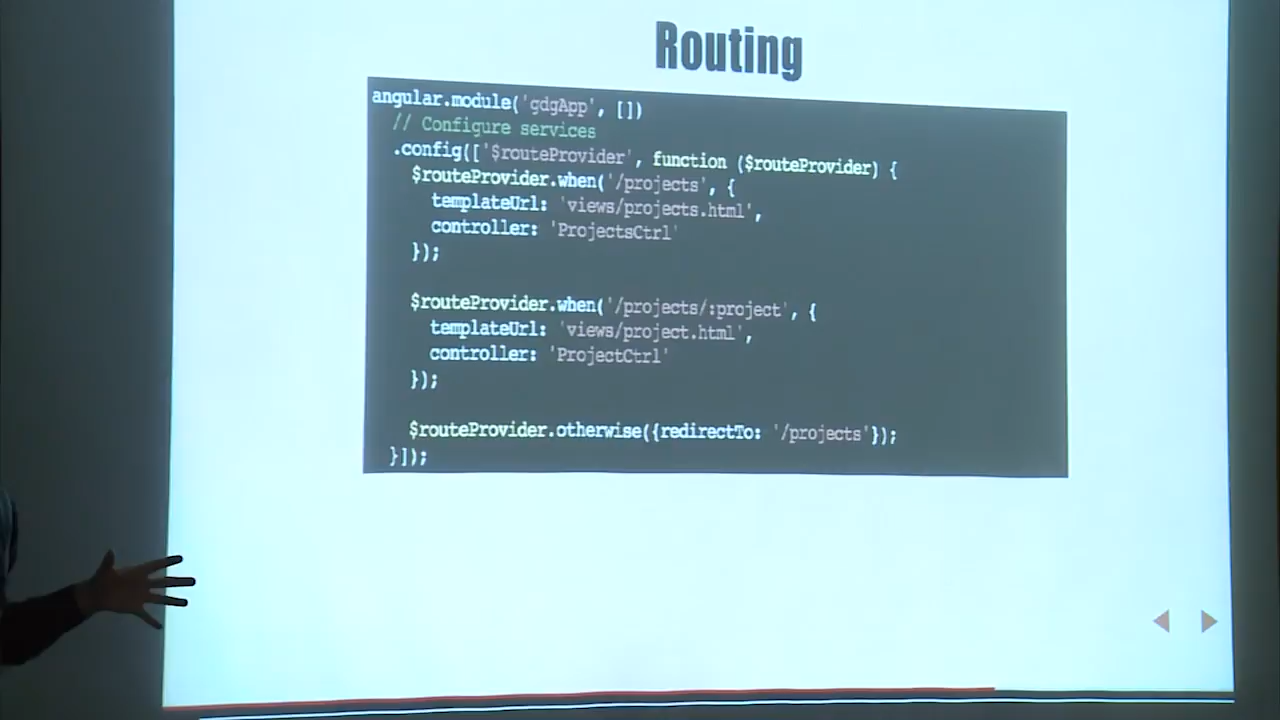 Routing
angular.module('gdgApp', [])
// Configure services
.config(['$routeProvider', function ($routeProvider) {
$routeProvider.when('/projects', {
templateUrl: 'views/projects.html',
controller: 'ProjectsCtrl'
});
$routeProvider.when('/projects/:project', {
templateUrl: 'views/project.html',
controller: 'ProjectCtrl'
});
$routeProvider.otherwise({redirectTo: '/projects'});
}]);